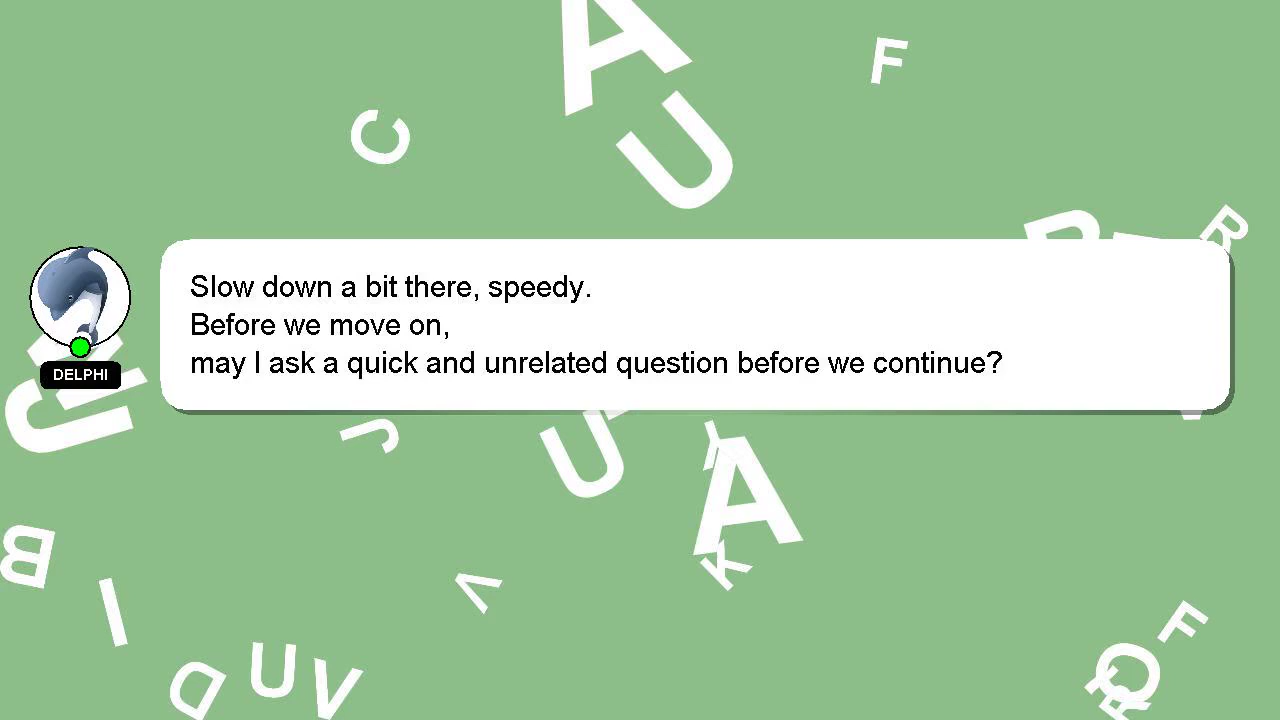 A
F
C
U
R
Slow down a bit there, speedy.
Before we move on,
may I ask a quick and unrelated question before we continue?
DELPHI
J
U
A
K
B
I
V
D
U
V
F
Q
R